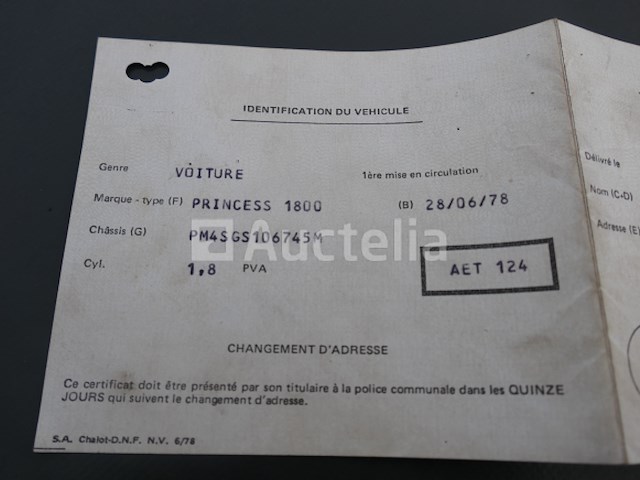 IDENTIFICATION DU VEHICULE
Genre VOITURE 1ère mise en circulation
Marque - type (F) PRINCESS 1800 (B) 28/06/78
Châssis (G) PM4SGS106745M
Cyl. 1,8 PVA
AET 124
CHANGEMENT D'ADRESSE
Ce certificat doit être présenté par son titulaire à la police communale dans les QUINZE
JOURS qui suivent le changement d'adresse.
S.A. Chalot-D.N.F. N.V. 6/78
Délivré le
Nom (C+D)
Adresse (E)
Auctelia